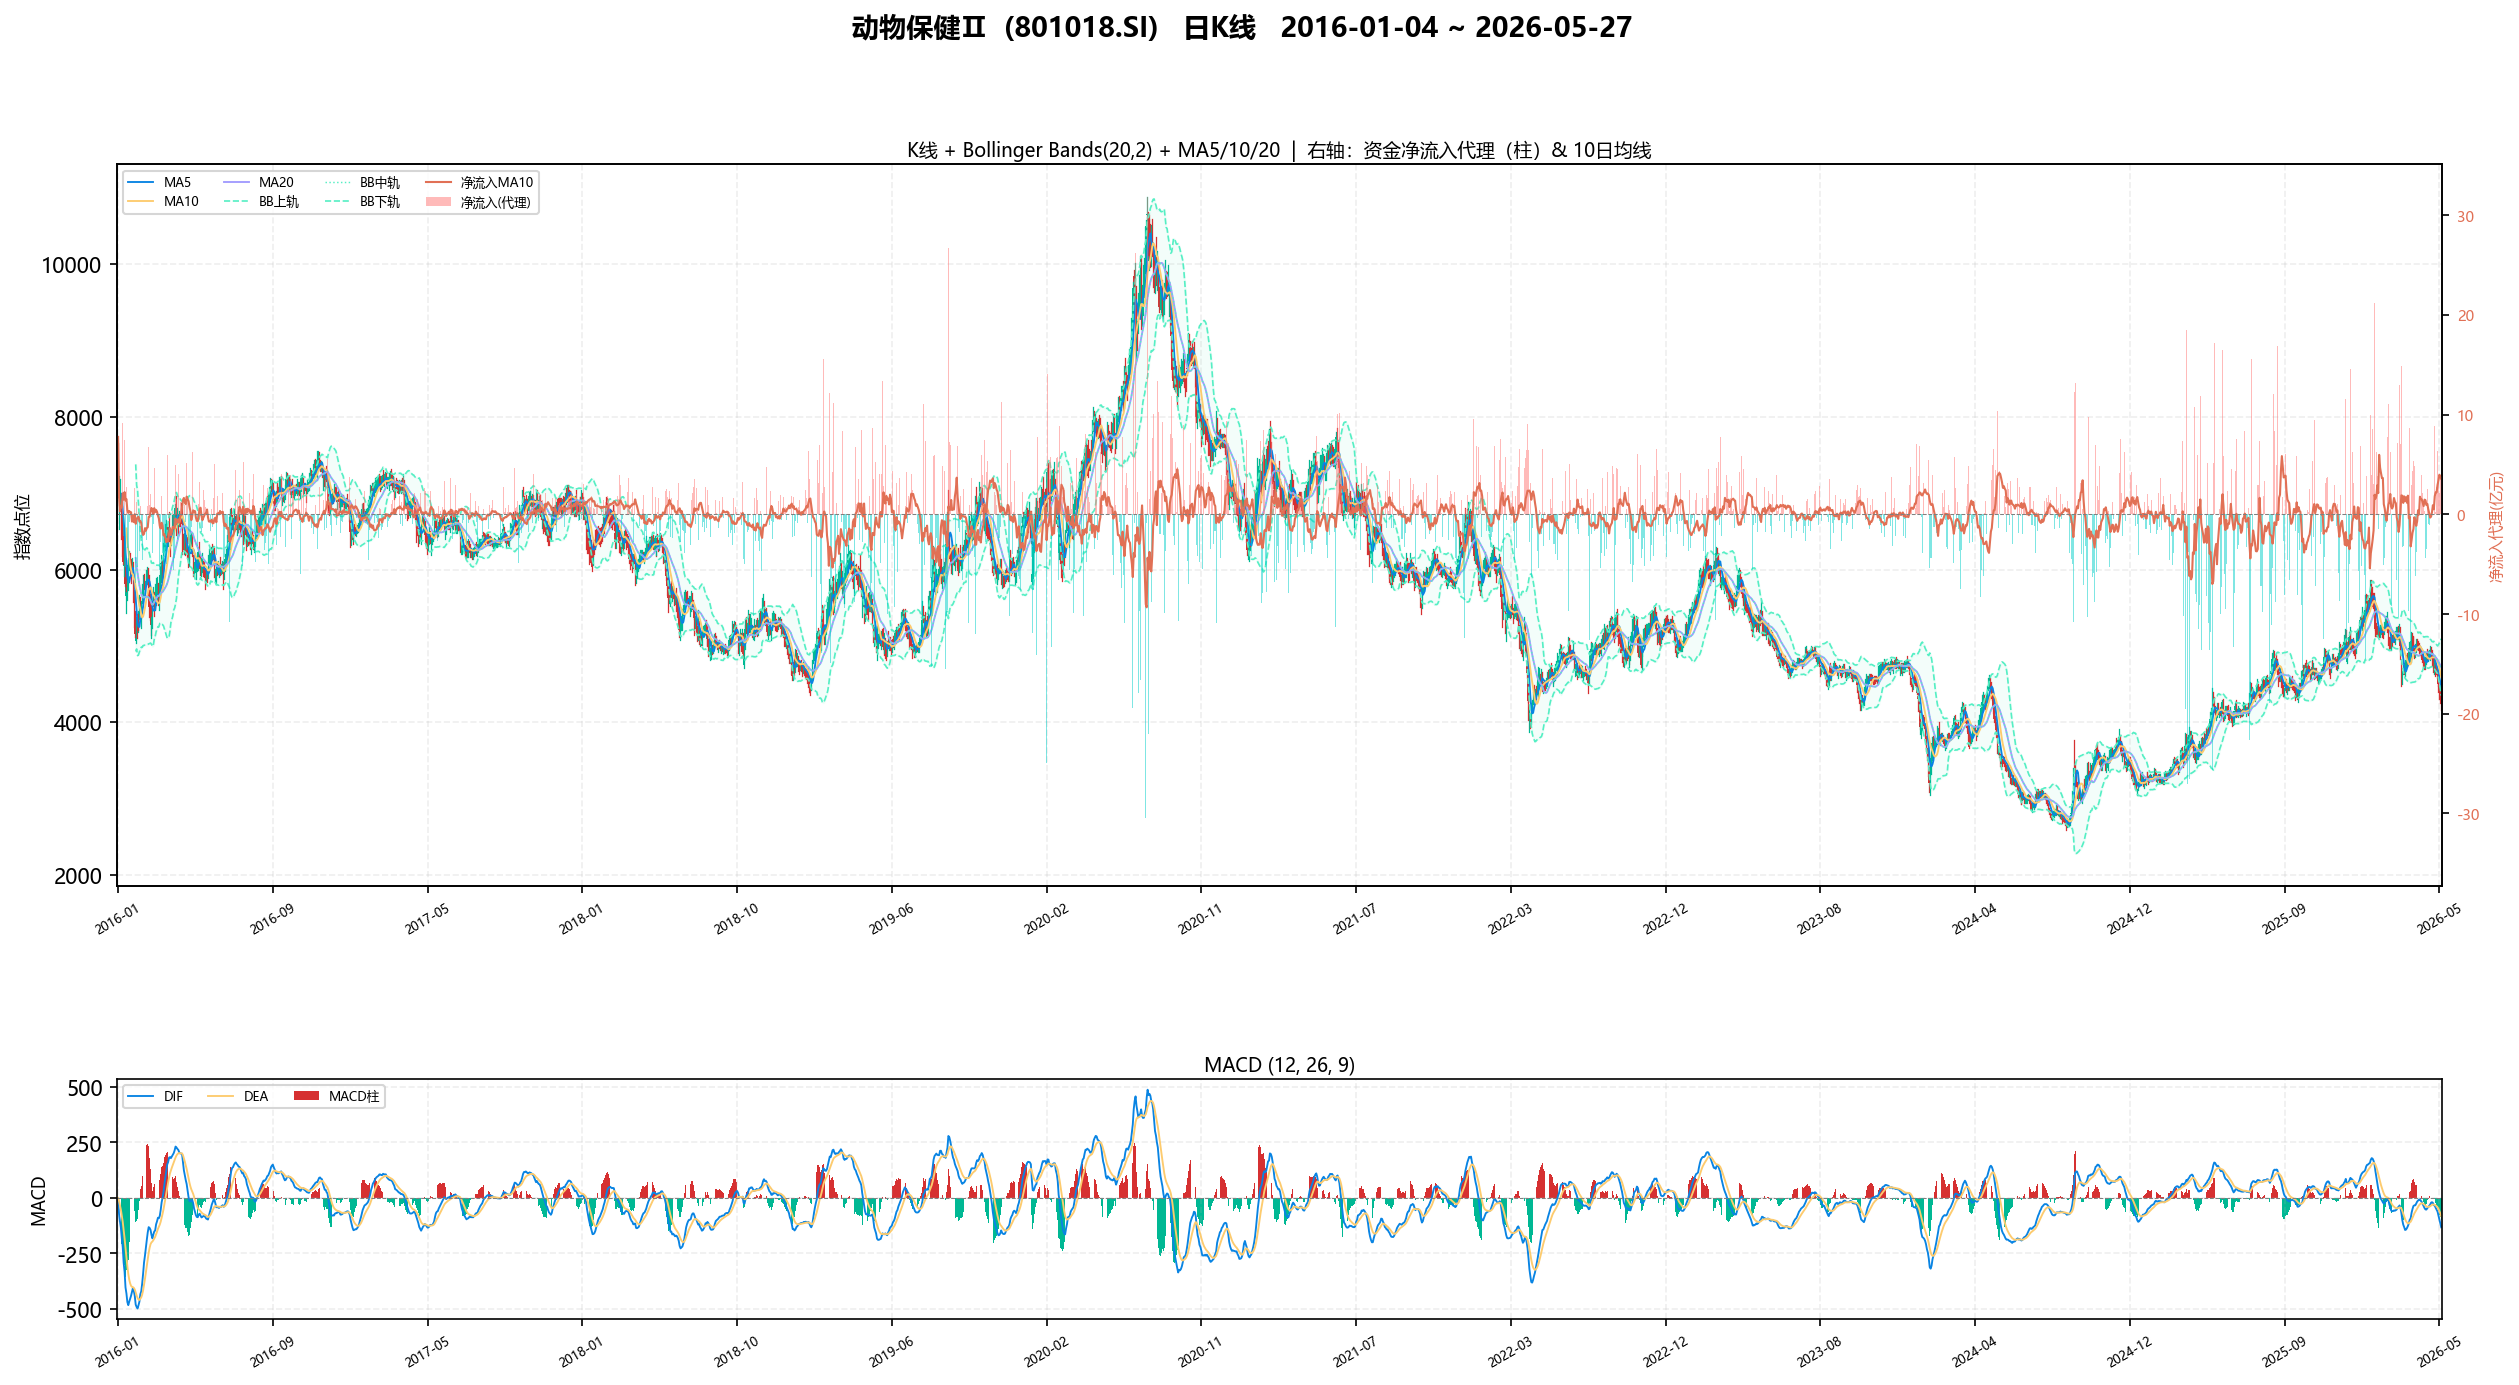 动物保健Ⅱ (801018.SI) 日K线 2016-01-04 ~ 2026-05-27
K线 + Bollinger Bands(20,2) + MA5/10/20 | 右轴：资金净流入代理（柱）& 10日均线
MA5 MA20 BB中轨 净流入MA10
MA10 BB上轨 BB下轨 净流入(代理)
指数点位
10000
8000
6000
4000
2000
30
20
10
0
-10
-20
-30
净流入代理(亿元)
2016-01 2016-09 2017-05 2018-01 2018-10 2019-06 2020-02 2020-11 2021-07 2022-03 2022-12 2023-08 2024-04 2024-12 2025-09 2026-05
MACD (12, 26, 9)
DIF DEA MACD柱
MACD
500
250
0
-250
-500
2016-01 2016-09 2017-05 2018-01 2018-10 2019-06 2020-02 2020-11 2021-07 2022-03 2022-12 2023-08 2024-04 2024-12 2025-09 2026-05